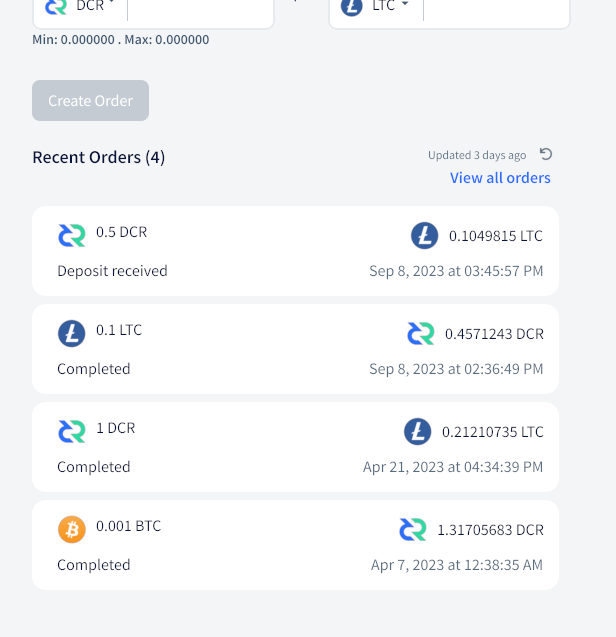 DCR LTC
Min: 0.000000 . Max: 0.000000
Create Order
Recent Orders (4) Updated 3 days ago
View all orders
0.5 DCR 0.1049815 LTC
Deposit received Sep 8, 2023 at 03:45:57 PM
0.1 LTC 0.4571243 DCR
Completed Sep 8, 2023 at 02:36:49 PM
1 DCR 0.21210735 LTC
Completed Apr 21, 2023 at 04:34:39 PM
0.001 BTC 1.31705683 DCR
Completed Apr 7, 2023 at 12:38:35 AM